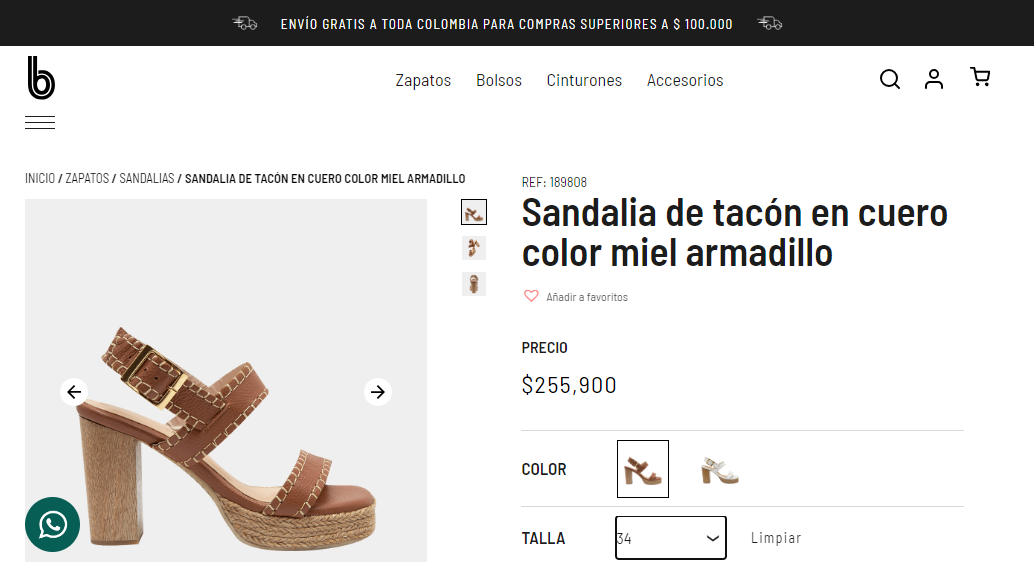 ENVÍO GRATIS A TODA COLOMBIA PARA COMPRAS SUPERIORES A $ 100.000
b
Zapatos Bolsos Cinturones Accesorios
INICIO / ZAPATOS / SANDALIAS / SANDALIA DE TACÓN EN CUERO COLOR MIEL ARMADILLO
REF: 189808
Sandalia de tacón en cuero
color miel armadillo
Añadir a favoritos
PRECIO
$255,900
COLOR
TALLA 34 Limpiar